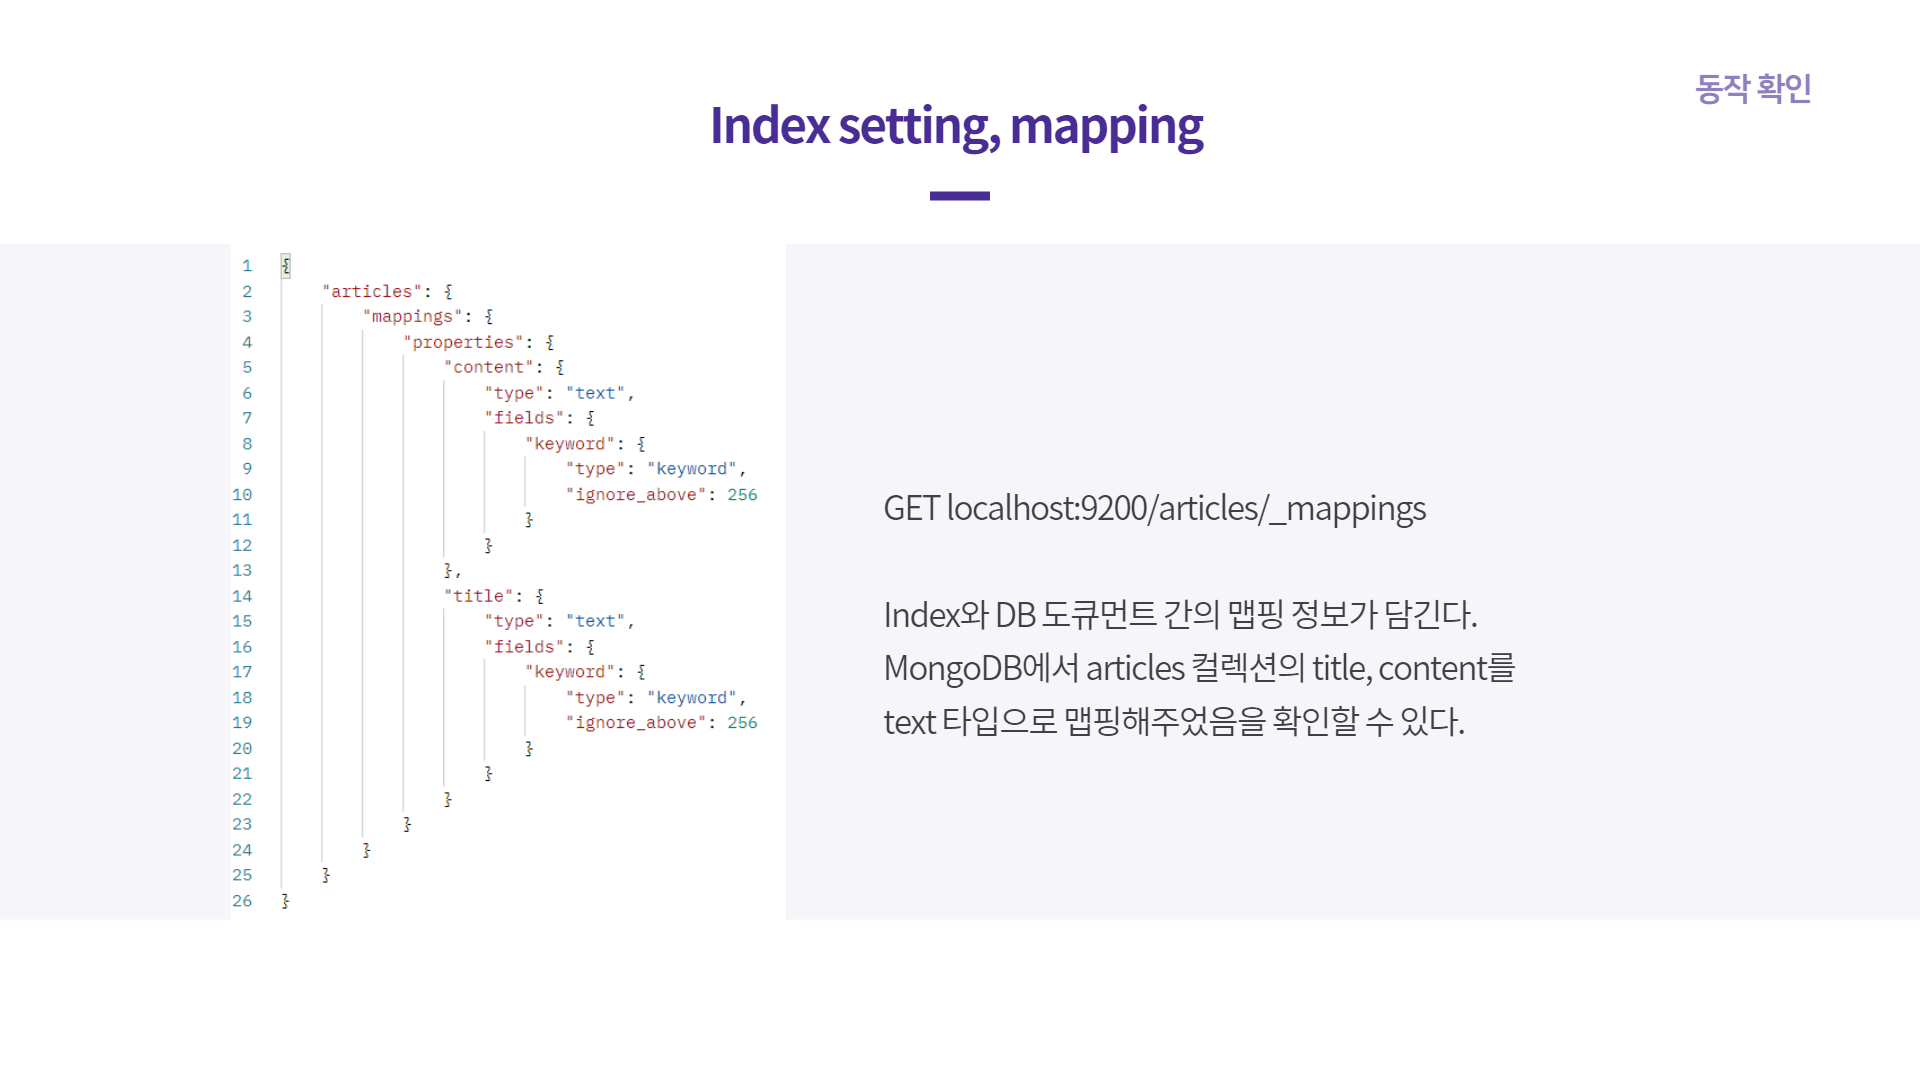 동작 확인
Index setting, mapping
1 {
2 "articles": {
3 "mappings": {
4 "properties": {
5 "content": {
6 "type": "text",
7 "fields": {
8 "keyword": {
9 "type": "keyword",
10 "ignore_above": 256
11 }
12 }
13 },
14 "title": {
15 "type": "text",
16 "fields": {
17 "keyword": {
18 "type": "keyword",
19 "ignore_above": 256
20 }
21 }
22 }
23 }
24 }
25 }
26 }
GET localhost:9200/articles/_mappings
Index와 DB 도큐먼트 간의 맵핑 정보가 담긴다.
MongoDB에서 articles 컬렉션의 title, content를
text 타입으로 맵핑해주었음을 확인할 수 있다.